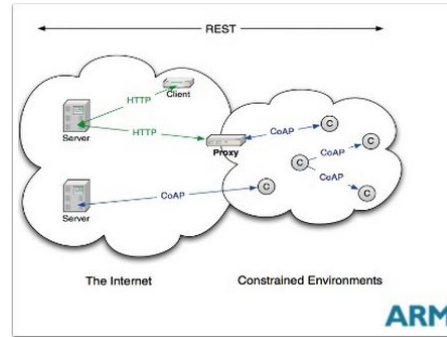 REST
Client
HTTP
Server
HTTP
Proxy
CoAP
C
CoAP
C
C
CoAP
C
C
CoAP
Server
The Internet
Constrained Environments
ARM